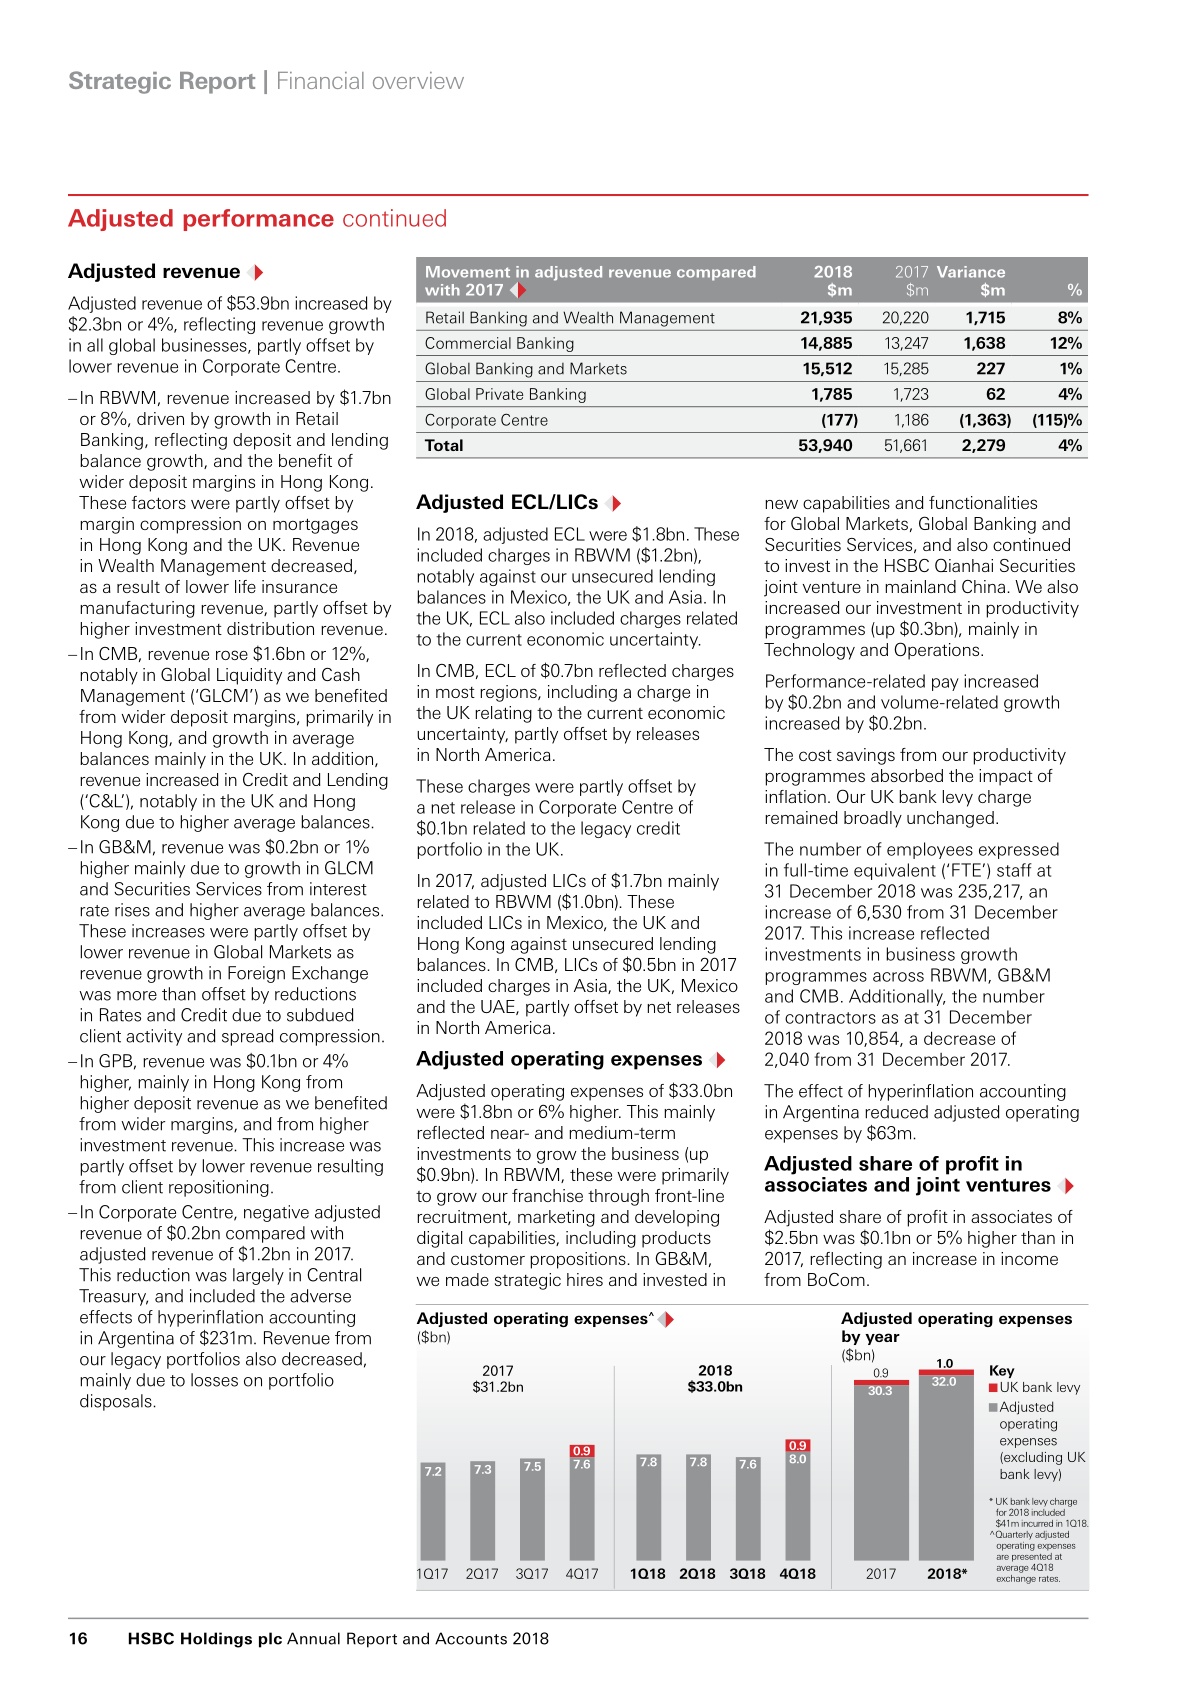 Strategic Report | Financial overview
Adjusted performance continued
Adjusted revenue
Adjusted revenue of $53.9bn increased by
$2.3bn or 4%, reflecting revenue growth
in all global businesses, partly offset by
lower revenue in Corporate Centre.
–In RBWM, revenue increased by $1.7bn
or 8%, driven by growth in Retail
Banking, reflecting deposit and lending
balance growth, and the benefit of
wider deposit margins in Hong Kong.
These factors were partly offset by
margin compression on mortgages
in Hong Kong and the UK. Revenue
in Wealth Management decreased,
as a result of lower life insurance
manufacturing revenue, partly offset by
higher investment distribution revenue.
–In CMB, revenue rose $1.6bn or 12%,
notably in Global Liquidity and Cash
Management (‘GLCM’) as we benefited
from wider deposit margins, primarily in
Hong Kong, and growth in average
balances mainly in the UK. In addition,
revenue increased in Credit and Lending
(‘C&L’), notably in the UK and Hong
Kong due to higher average balances.
–In GB&M, revenue was $0.2bn or 1%
higher mainly due to growth in GLCM
and Securities Services from interest
rate rises and higher average balances.
These increases were partly offset by
lower revenue in Global Markets as
revenue growth in Foreign Exchange
was more than offset by reductions
in Rates and Credit due to subdued
client activity and spread compression.
–In GPB, revenue was $0.1bn or 4%
higher, mainly in Hong Kong from
higher deposit revenue as we benefited
from wider margins, and from higher
investment revenue. This increase was
partly offset by lower revenue resulting
from client repositioning.
–In Corporate Centre, negative adjusted
revenue of $0.2bn compared with
adjusted revenue of $1.2bn in 2017.
This reduction was largely in Central
Treasury, and included the adverse
effects of hyperinflation accounting
in Argentina of $231m. Revenue from
our legacy portfolios also decreased,
mainly due to losses on portfolio
disposals.
Movement in adjusted revenue compared 2018 2017 Variance
with 2017 $m $m $m %
Retail Banking and Wealth Management 21,935 20,220 1,715 8%
Commercial Banking 14,885 13,247 1,638 12%
Global Banking and Markets 15,512 15,285 227 1%
Global Private Banking 1,785 1,723 62 4%
Corporate Centre (177) 1,186 (1,363) (115)%
Total 53,940 51,661 2,279 4%
Adjusted ECL/LICs
In 2018, adjusted ECL were $1.8bn. These
included charges in RBWM ($1.2bn),
notably against our unsecured lending
balances in Mexico, the UK and Asia. In
the UK, ECL also included charges related
to the current economic uncertainty.
In CMB, ECL of $0.7bn reflected charges
in most regions, including a charge in
the UK relating to the current economic
uncertainty, partly offset by releases
in North America.
These charges were partly offset by
a net release in Corporate Centre of
$0.1bn related to the legacy credit
portfolio in the UK.
In 2017, adjusted LICs of $1.7bn mainly
related to RBWM ($1.0bn). These
included LICs in Mexico, the UK and
Hong Kong against unsecured lending
balances. In CMB, LICs of $0.5bn in 2017
included charges in Asia, the UK, Mexico
and the UAE, partly offset by net releases
in North America.
Adjusted operating expenses
Adjusted operating expenses of $33.0bn
were $1.8bn or 6% higher. This mainly
reflected near- and medium-term
investments to grow the business (up
$0.9bn). In RBWM, these were primarily
to grow our franchise through front-line
recruitment, marketing and developing
digital capabilities, including products
and customer propositions. In GB&M,
we made strategic hires and invested in
new capabilities and functionalities
for Global Markets, Global Banking and
Securities Services, and also continued
to invest in the HSBC Qianhai Securities
joint venture in mainland China. We also
increased our investment in productivity
programmes (up $0.3bn), mainly in
Technology and Operations.
Performance-related pay increased
by $0.2bn and volume-related growth
increased by $0.2bn.
The cost savings from our productivity
programmes absorbed the impact of
inflation. Our UK bank levy charge
remained broadly unchanged.
The number of employees expressed
in full-time equivalent (‘FTE’) staff at
31 December 2018 was 235,217, an
increase of 6,530 from 31 December
2017. This increase reflected
investments in business growth
programmes across RBWM, GB&M
and CMB. Additionally, the number
of contractors as at 31 December
2018 was 10,854, a decrease of
2,040 from 31 December 2017.
The effect of hyperinflation accounting
in Argentina reduced adjusted operating
expenses by $63m.
Adjusted share of profit in
associates and joint ventures
Adjusted share of profit in associates of
$2.5bn was $0.1bn or 5% higher than in
2017, reflecting an increase in income
from BoCom.
Adjusted operating expenses^
($bn)
2017 2018
$31.2bn $33.0bn
0.9 0.9
7.2 7.3 7.5 7.6 7.8 7.8 7.6 8.0
1Q17 2Q17 3Q17 4Q17 1Q18 2Q18 3Q18 4Q18
Adjusted operating expenses
by year
($bn)
0.9 1.0
30.3 32.0
2017 2018*
Key
UK bank levy
Adjusted
operating
expenses
(excluding UK
bank levy)
* UK bank levy charge
for 2018 included
$41m incurred in 1Q18.
^Quarterly adjusted
operating expenses
are presented at
average 4Q18
exchange rates.
16 HSBC Holdings plc Annual Report and Accounts 2018